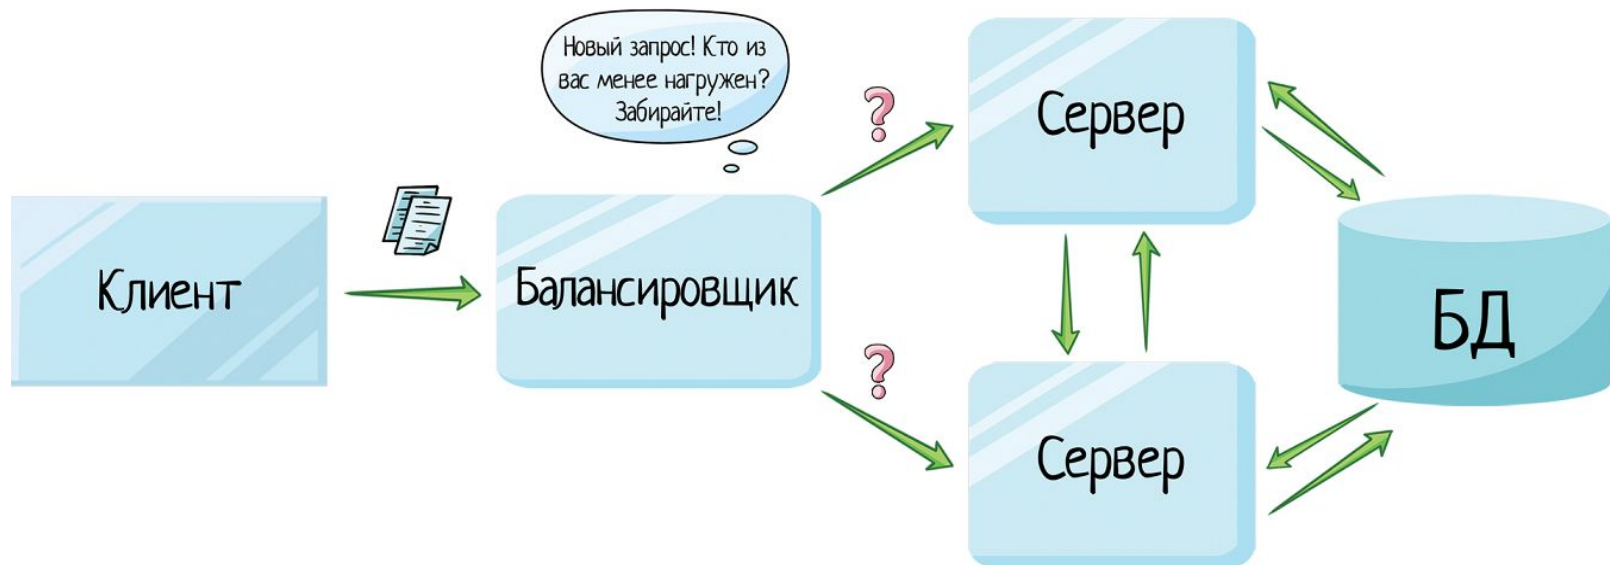 Новый запрос! Кто из
вас менее нагружен?
Забирайте!
?
Сервер
Клиент
Балансировщик
БД
?
Сервер